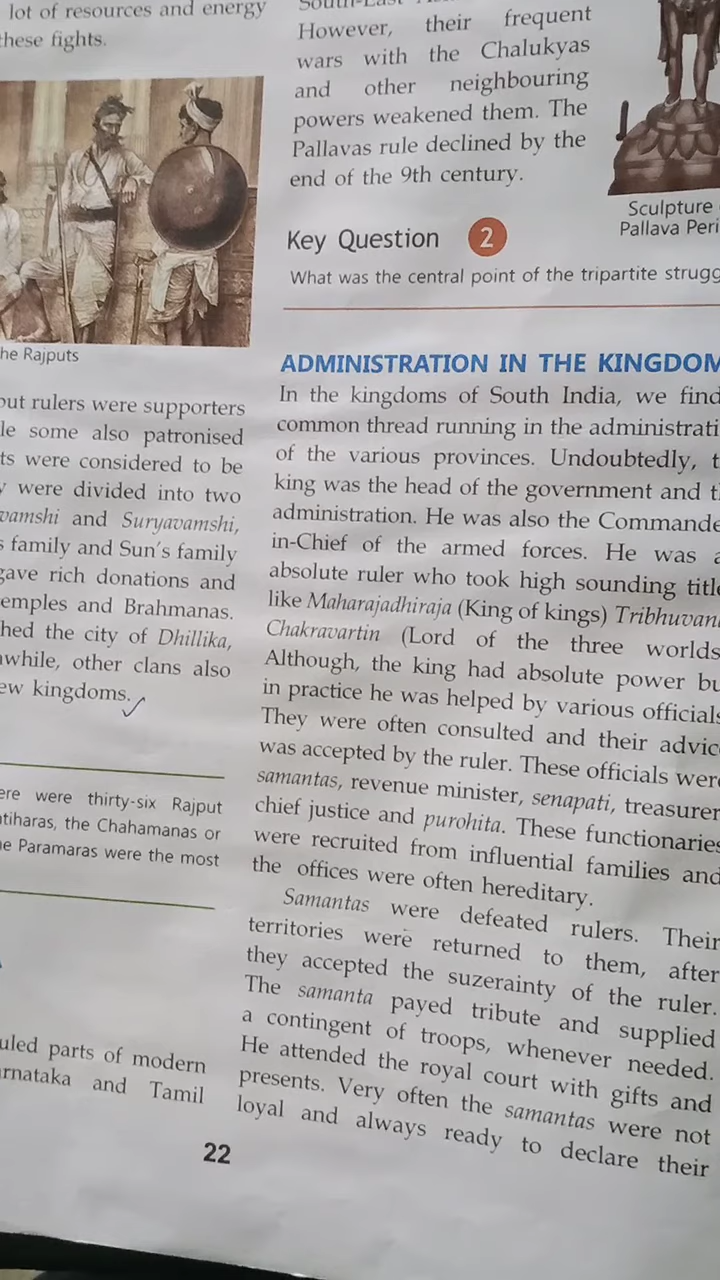 lot of resources and energy
these fights.
he Rajputs
rulers were supporters
some also patronised
were considered to be
were divided into two
and Suryavamshi,
family and Sun's family
gave rich donations and
emples and Brahmanas.
hed the city of Dhillika,
while, other clans also
ew kingdoms.
ere were thirty-six Rajput
tiharas, the Chahamanas or
e Paramaras were the most
uled parts of modern
rnataka and Tamil
However, their frequent
wars with the Chalukyas
and other neighbouring
powers weakened them. The
Pallavas rule declined by the
end of the 9th century.
Sculpture
Pallava Peri
Key Question 2
What was the central point of the tripartite strugg
ADMINISTRATION IN THE KINGDOM
In the kingdoms of South India, we find
common thread running in the administrati
of the various provinces. Undoubtedly, t
king was the head of the government and t
administration. He was also the Commande
in-Chief of the armed forces. He was a
absolute ruler who took high sounding title
like Maharajadhiraja (King of kings) Tribhuvan
Chakravartin (Lord of the three worlds
Although, the king had absolute power bu
in practice he was helped by various officials
They were often consulted and their advic
was accepted by the ruler. These officials were
samantas, revenue minister, senapati, treasurer
chief justice and purohita. These functionaries
were recruited from influential families and
the offices were often hereditary.
Samantas were defeated rulers. Their
territories were returned to them, after
they accepted the suzerainty of the ruler.
The samanta payed tribute and supplied
a contingent of troops, whenever needed.
He attended the royal court with gifts and
presents. Very often the samantas were not
loyal and always ready to declare their
22